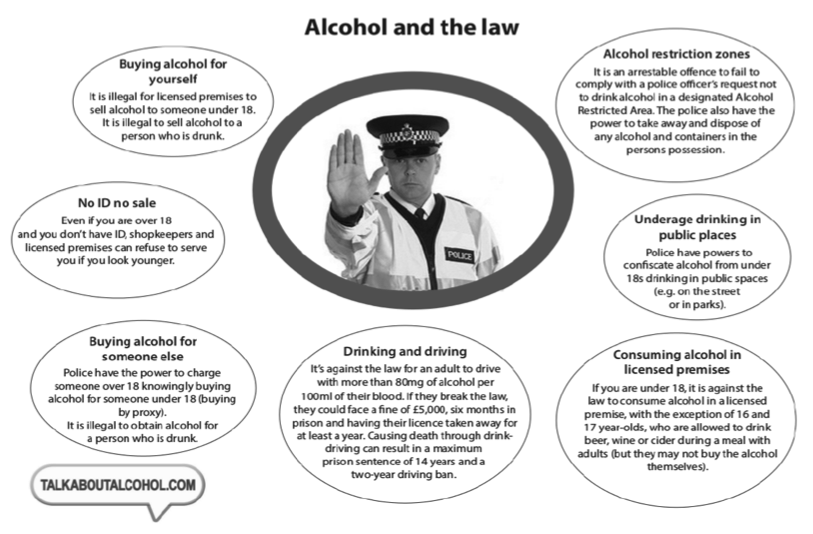 Alcohol and the law
Buying alcohol for
yourself
It is illegal for licensed premises to
sell alcohol to someone under 18.
It is illegal to sell alcohol to a
person who is drunk.
Alcohol restriction zones
It is an arrestable offence to fail to
comply with a police officer's request not
to drink alcohol in a designated Alcohol
Restricted Area. The police also have the
power to take away and dispose of
any alcohol and containers in the
persons possession.
No ID no sale
Even if you are over 18
and you don't have ID, shopkeepers and
licensed premises can refuse to serve
you if you look younger.
POLICE
Underage drinking in
public places
Police have powers to
confiscate alcohol from under
18s drinking in public spaces
(e.g. on the street
or in parks).
Buying alcohol for
someone else
Police have the power to charge
someone over 18 knowingly buying
alcohol for someone under 18 (buying
by proxy).
It is illegal to obtain alcohol for
a person who is drunk.
Drinking and driving
It's against the law for an adult to drive
with more than 80mg of alcohol per
100ml of their blood. If they break the law,
they could face a fine of £5,000, six months in
prison and having their licence taken away for
at least a year. Causing death through drink-
driving can result in a maximum
prison sentence of 14 years and a
two-year driving ban.
Consuming alcohol in
licensed premises
If you are under 18, it is against the
law to consume alcohol in a licensed
premise, with the exception of 16 and
17 year-olds, who are allowed to drink
beer, wine or cider during a meal with
adults (but they may not buy the alcohol
themselves).
TALKABOUTALCOHOL.COM